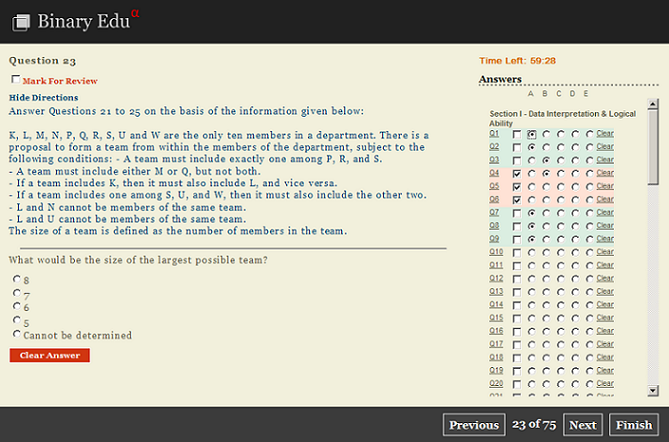 Binary Edu α
Question 23
Mark For Review
Hide Directions
Answer Questions 21 to 25 on the basis of the information given below:
K, L, M, N, P, Q, R, S, U and W are the only ten members in a department. There is a
proposal to form a team from within the members of the department, subject to the
following conditions: - A team must include exactly one among P, R, and S.
- A team must include either M or Q, but not both.
- If a team includes K, then it must also include L, and vice versa.
- If a team includes one among S, U, and W, then it must also include the other two.
- L and N cannot be members of the same team.
- L and U cannot be members of the same team.
The size of a team is defined as the number of members in the team.
What would be the size of the largest possible team?
8
7
6
5
Cannot be determined
Clear Answer
Time Left: 59:28
Answers
A B C D E
Section I - Data Interpretation & Logical
Ability
Q1 Clear
Q2 Clear
Q3 Clear
Q4 Clear
Q5 Clear
Q6 Clear
Q7 Clear
Q8 Clear
Q9 Clear
Q10 Clear
Q11 Clear
Q12 Clear
Q13 Clear
Q14 Clear
Q15 Clear
Q16 Clear
Q17 Clear
Q18 Clear
Q19 Clear
Q20 Clear
Previous 23 of 75 Next Finish